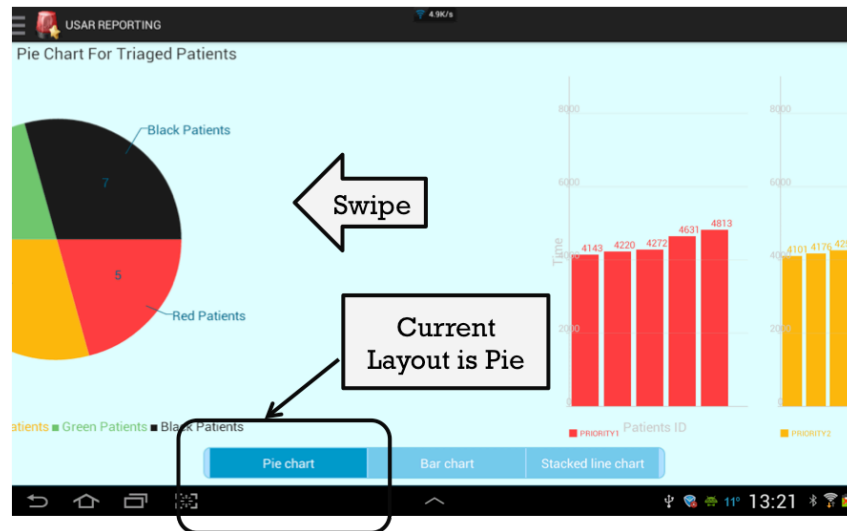 USAR REPORTING
4.9K/s
Pie Chart For Triaged Patients
Black Patients
7
5
Red Patients
atients Green Patients Black Patients
Swipe
Current
Layout is Pie
8000
6000
4000
2000
0
Time
4143 4220 4272 4631 4813
PRIORITY1 Patients ID
8000
6000
4000
2000
0
4101 4176
PRIORITY2
Pie chart
Bar chart
Stacked line chart
11°
13:21